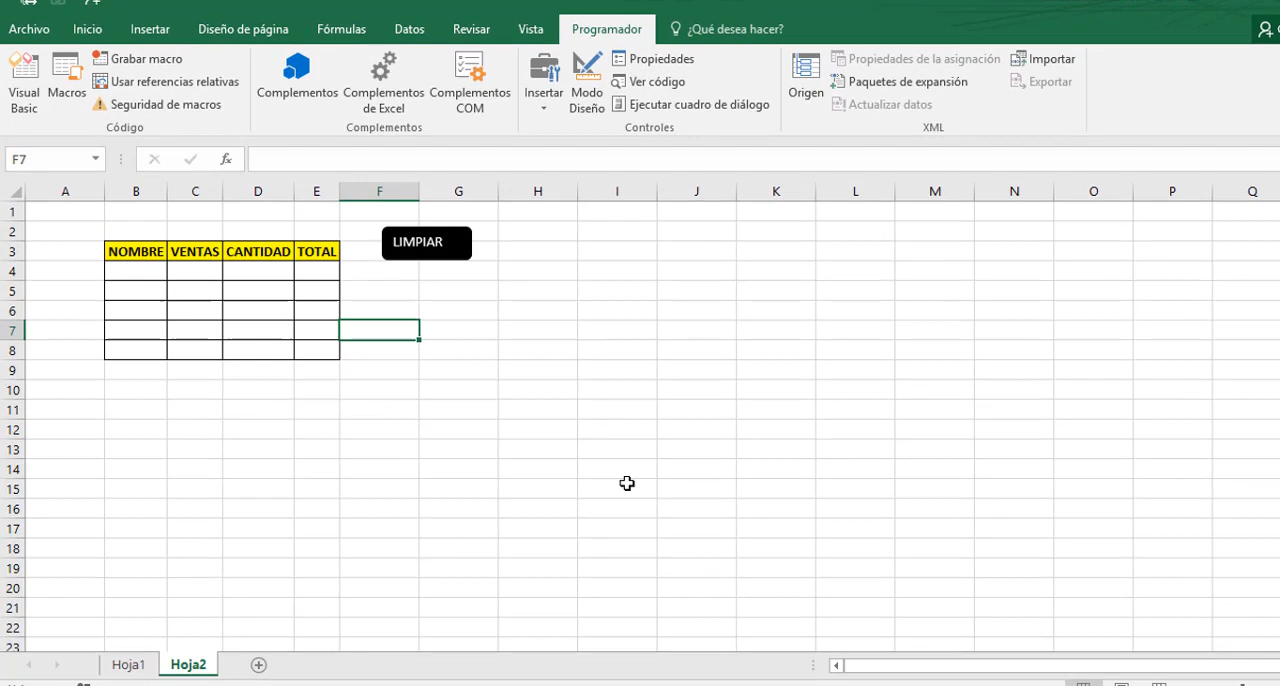 Archivo Inicio Insertar Diseño de página Fórmulas Datos Revisar Vista Programador ¿Qué desea hacer?
Visual Basic
Macros
Grabar macro
Usar referencias relativas
Seguridad de macros
Código
Complementos
Complementos de Excel
Complementos COM
Complementos
Insertar
Modo Diseño
Propiedades
Ver código
Ejecutar cuadro de diálogo
Controles
Origen
Propiedades de la asignación
Paquetes de expansión
Actualizar datos
Importar
Exportar
XML
F7 fx
A B C D E F G H I J K L M N O P Q
1
2
3 NOMBRE VENTAS CANTIDAD TOTAL LIMPIAR
4
5
6
7
8
9
10
11
12
13
14
15
16
17
18
19
20
21
22
23
Hoja1 Hoja2